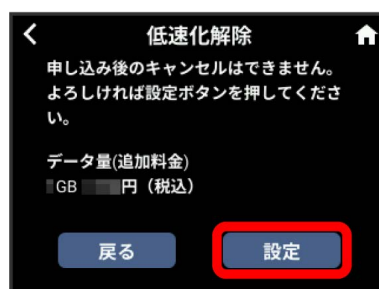 低速化解除
申し込み後のキャンセルはできません。
よろしければ設定ボタンを押してくださ
い。
データ量(追加料金)
GB 円（税込）
戻る 設定